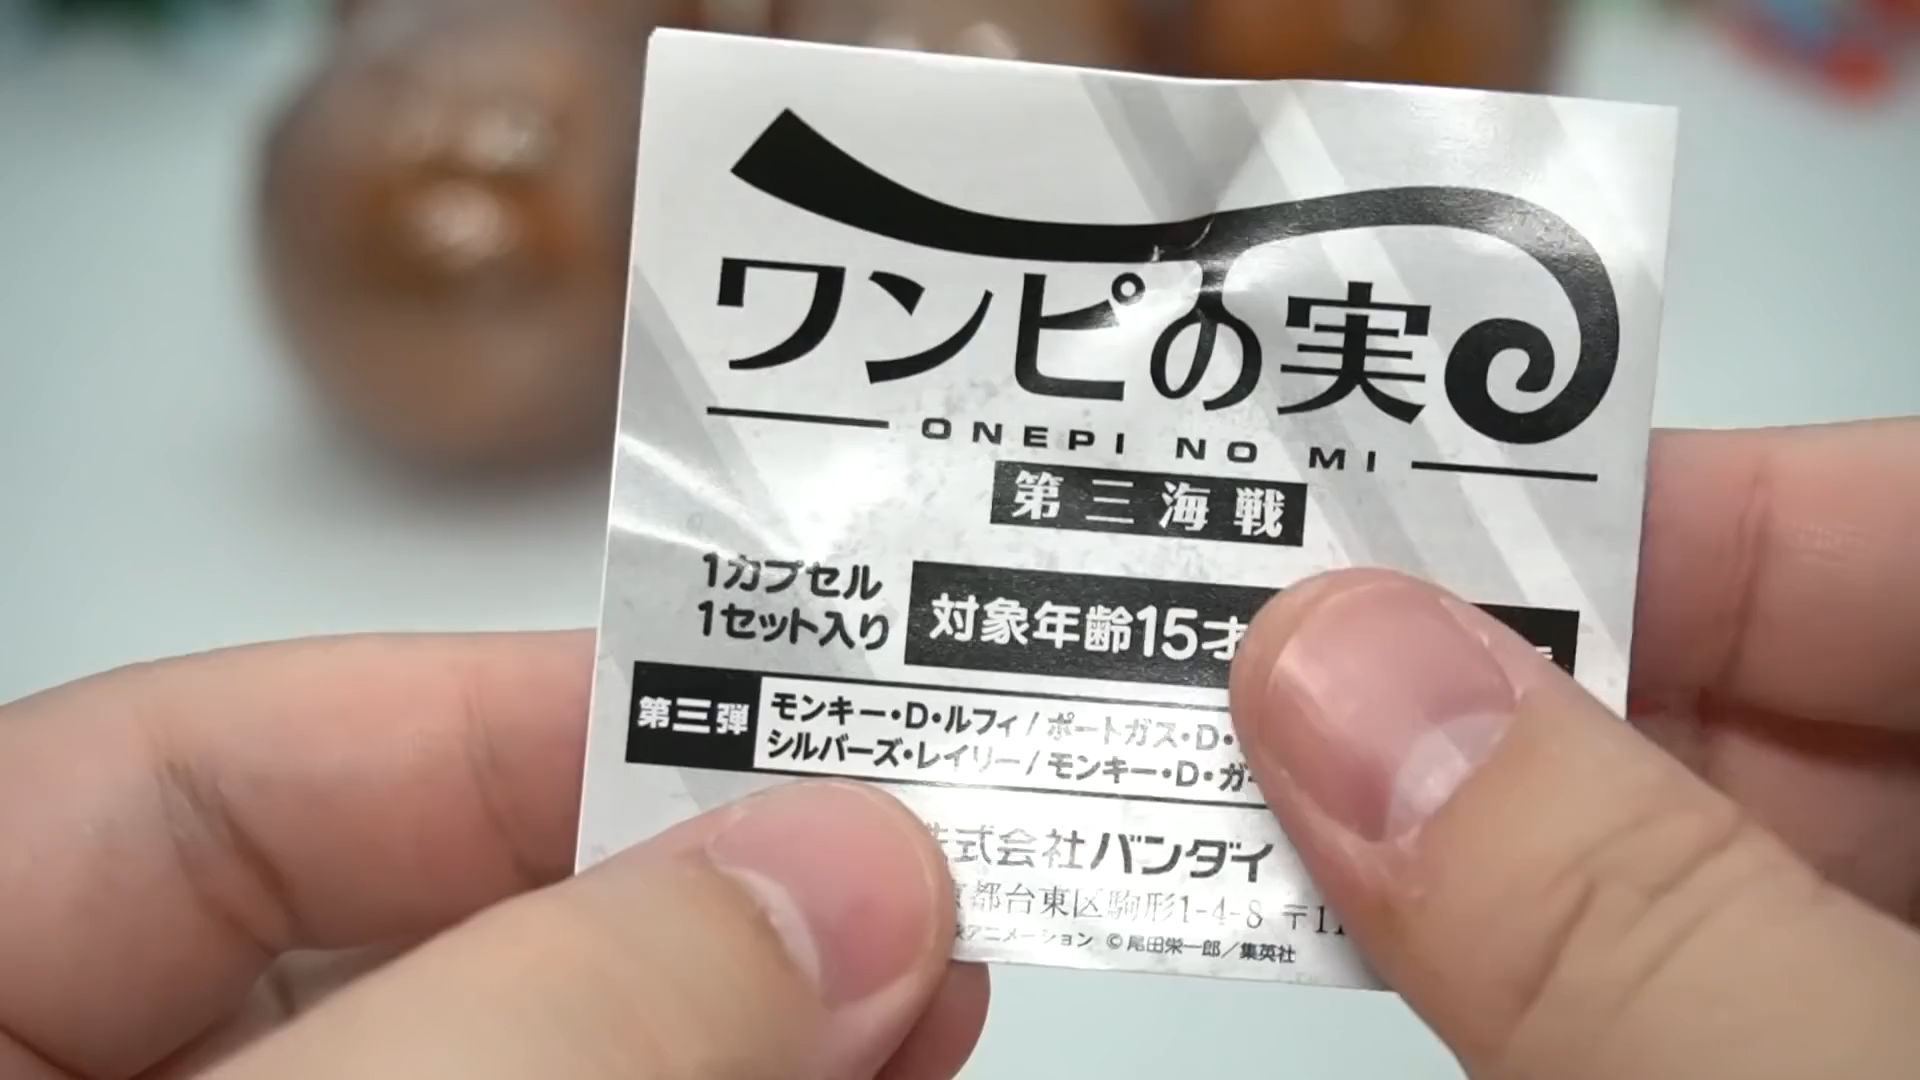 ワンピの実
ONEPI NO MI
第三海戦
1カプセル
1セット入り
対象年齢15才
第三弾
モンキー・D・ルフィ/ポートガス・D・
シルバーズ・レイリー/モンキー・D・ガ
式会社バンダイ
都台東区駒形1-4-8 〒11
アニメーション ©尾田栄一郎/集英社